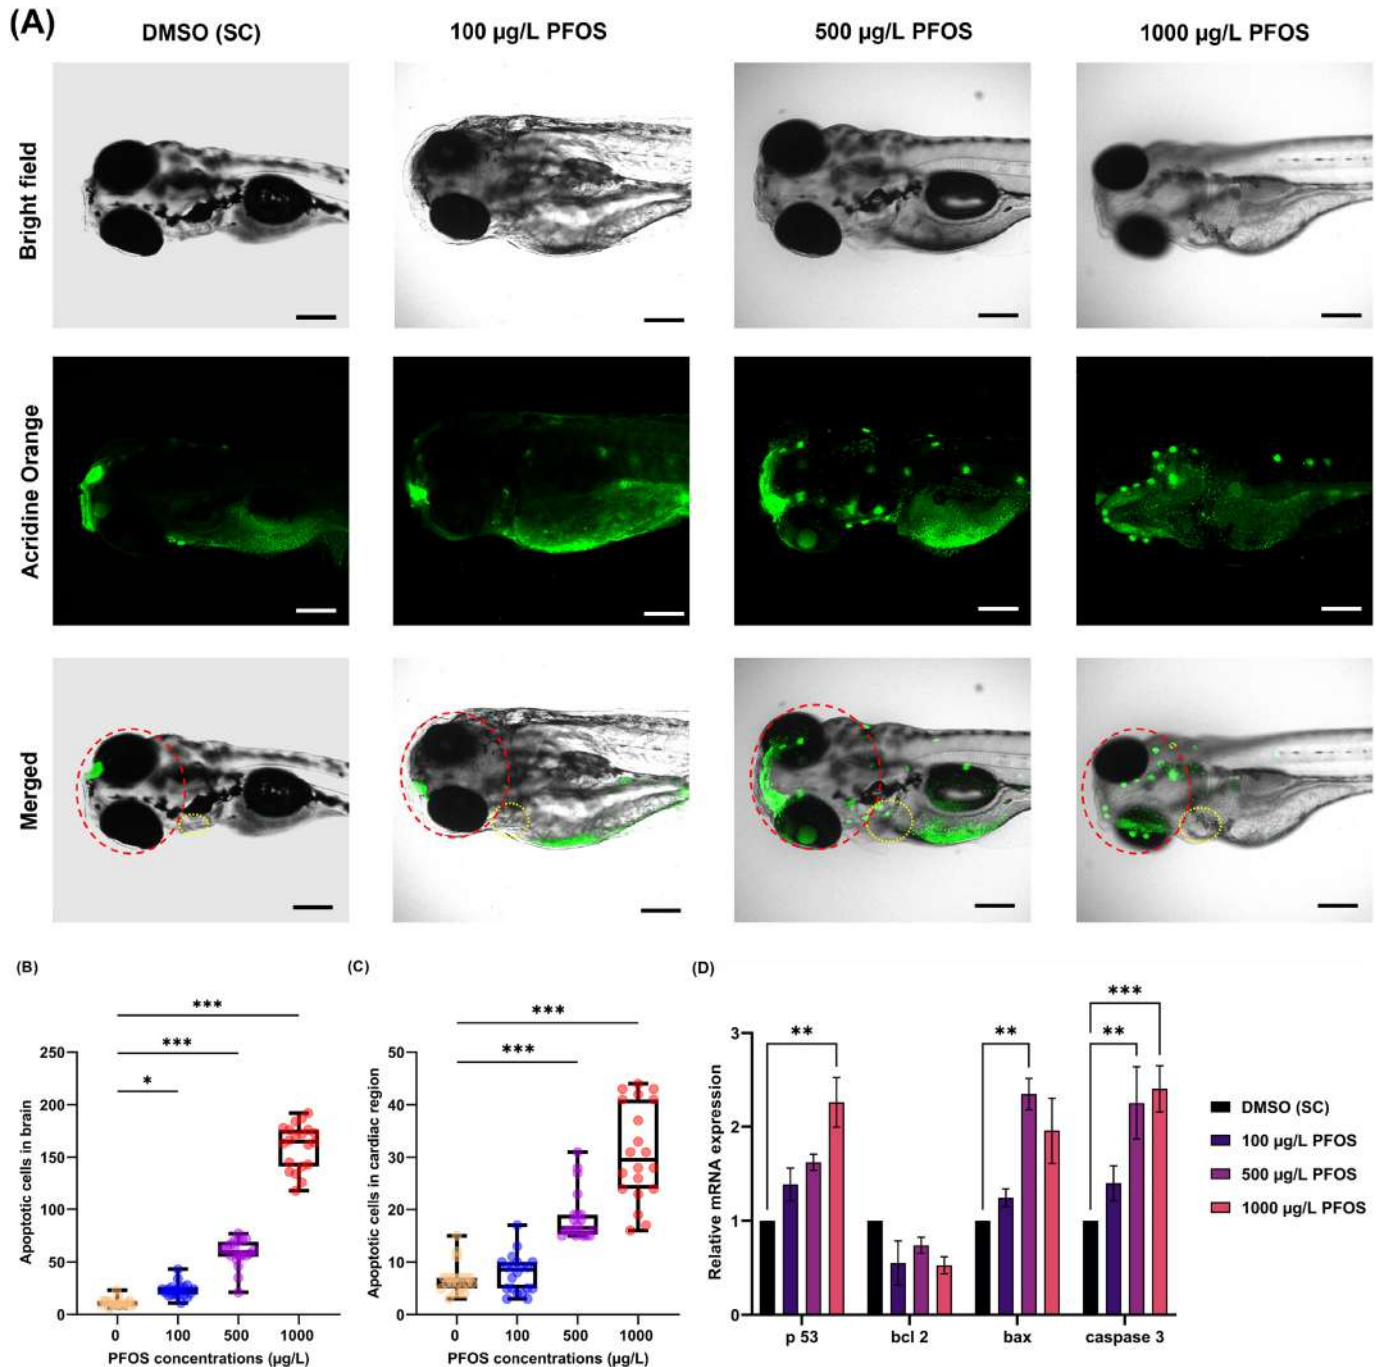 (A)
DMSO (SC)
100 µg/L PFOS
500 µg/L PFOS
1000 µg/L PFOS
Bright field
Acridine Orange
Merged
(B)
***
***
*
250
200
150
100
50
0
Apoptotic cells in brain
0 100 500 1000
PFOS concentrations (µg/L)
(C)
***
***
50
40
30
20
10
0
Apoptotic cells in cardiac region
0 100 500 1000
PFOS concentrations (µg/L)
(D)
***
** ** **
3
2
1
0
Relative mRNA expression
p 53 bcl 2 bax caspase 3
DMSO (SC)
100 µg/L PFOS
500 µg/L PFOS
1000 µg/L PFOS